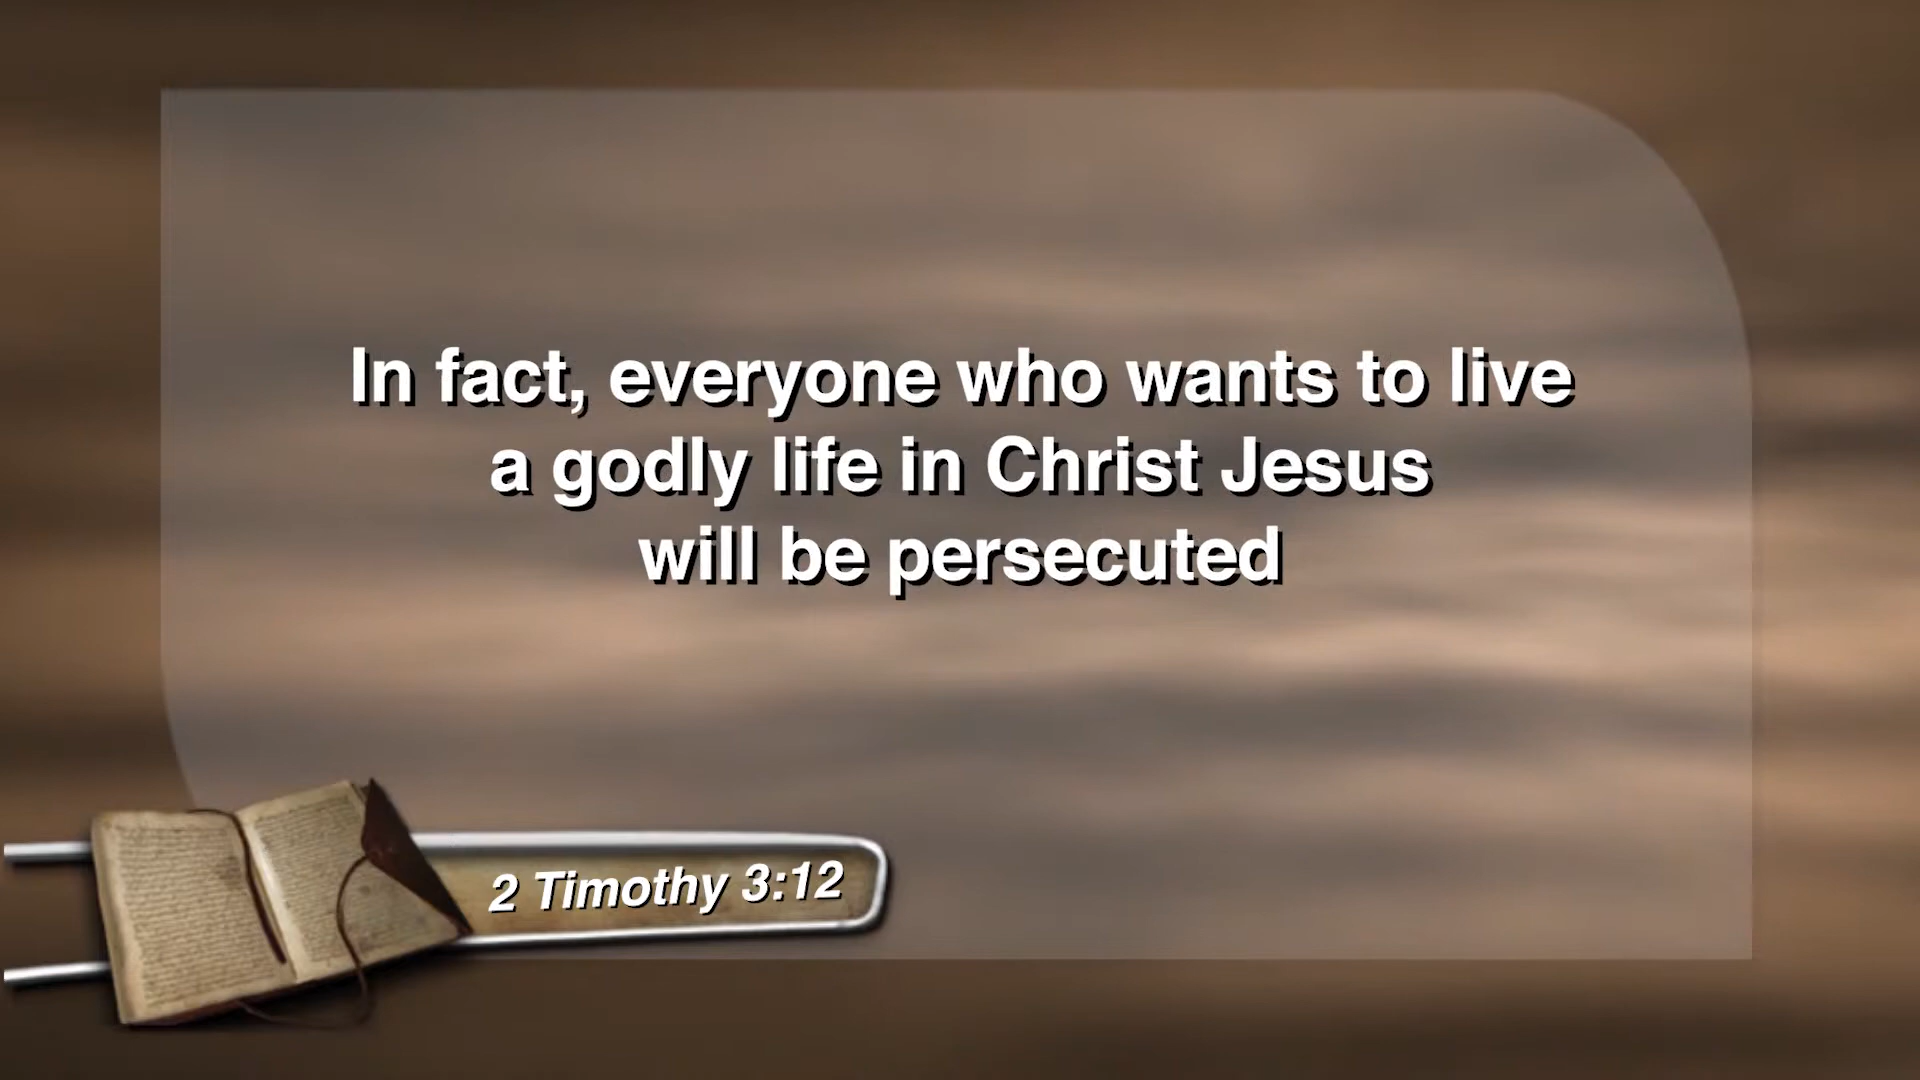 In fact, everyone who wants to live
a godly life in Christ Jesus
will be persecuted
2 Timothy 3:12